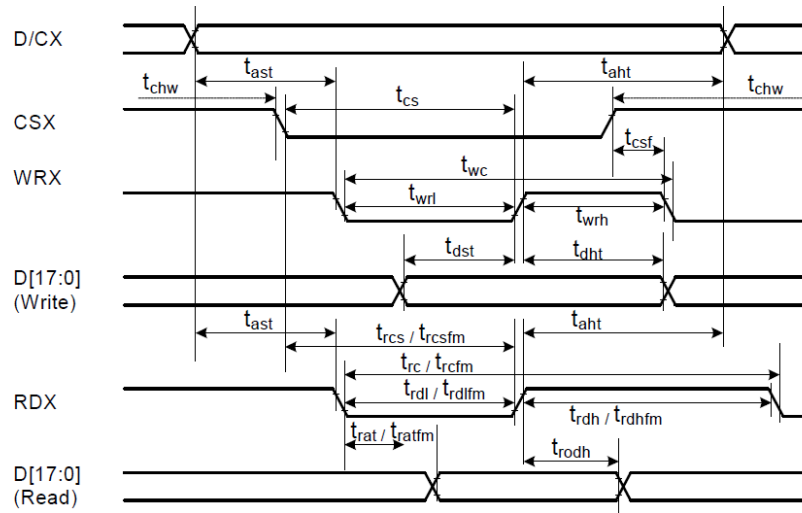 D/CX
tast
taht
tchw
tchw
tcs
CSX
tcsf
WRX
twc
twrl
twrh
tdst
tdht
D[17:0]
(Write)
tast
trcs / trcsfm
taht
trc / trcfm
trdl / trdlfm
RDX
trdh / trdhfm
trat / tratfm
trodh
D[17:0]
(Read)